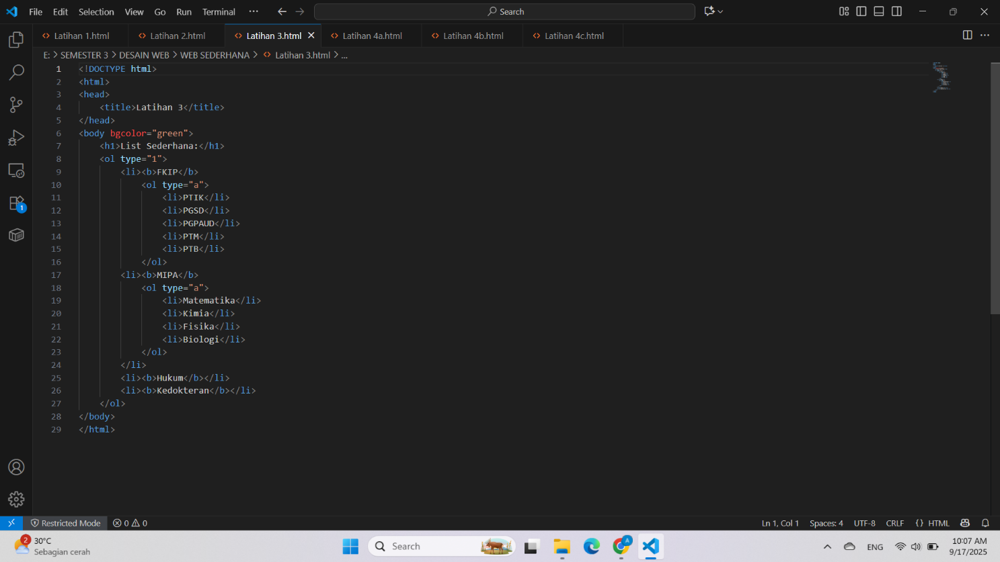 File Edit Selection View Go Run Terminal ··· Search
Latihan 1.html Latihan 2.html Latihan 3.html Latihan 4a.html Latihan 4b.html Latihan 4c.html
E: > SEMESTER 3 > DESAIN WEB > WEB SEDERHANA > <> Latihan 3.html > ...
1 <!DOCTYPE html>
2 <html>
3 <head>
4 <title>Latihan 3</title>
5 </head>
6 <body bgcolor="green">
7 <h1>List Sederhana:</h1>
8 <ol type="1">
9 <li><b>FKIP</b>
10 <ol type="a">
11 <li>PTIK</li>
12 <li>PGSD</li>
13 <li>PGPAUD</li>
14 <li>PTM</li>
15 <li>PTB</li>
16 </ol>
17 <li><b>MIPA</b>
18 <ol type="a">
19 <li>Matematika</li>
20 <li>Kimia</li>
21 <li>Fisika</li>
22 <li>Biologi</li>
23 </ol>
24 </li>
25 <li><b>Hukum</b></li>
26 <li><b>Kedokteran</b></li>
27 </ol>
28 </body>
29 </html>
1
Restricted Mode 0 0 Ln 1, Col 1 Spaces: 4 UTF-8 CRLF {} HTML
2 30°C
Sebagian cerah
Search
A
ENG
10:07 AM
9/17/2025